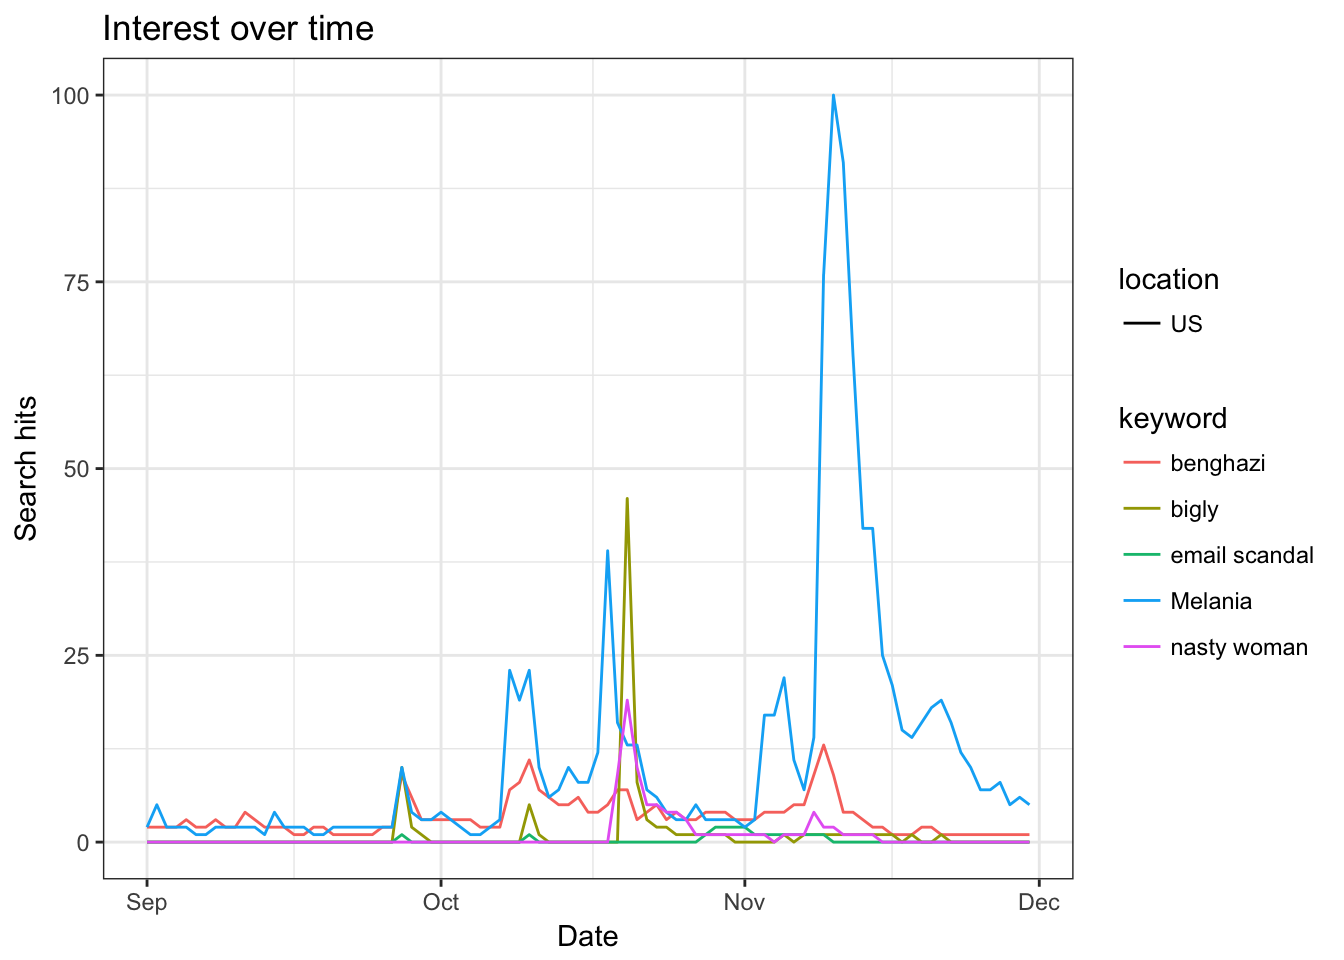 Interest over time
100
75
50
25
0
Search hits
Sep Oct Nov Dec
Date
location
US
keyword
benghazi
bigly
email scandal
Melania
nasty woman